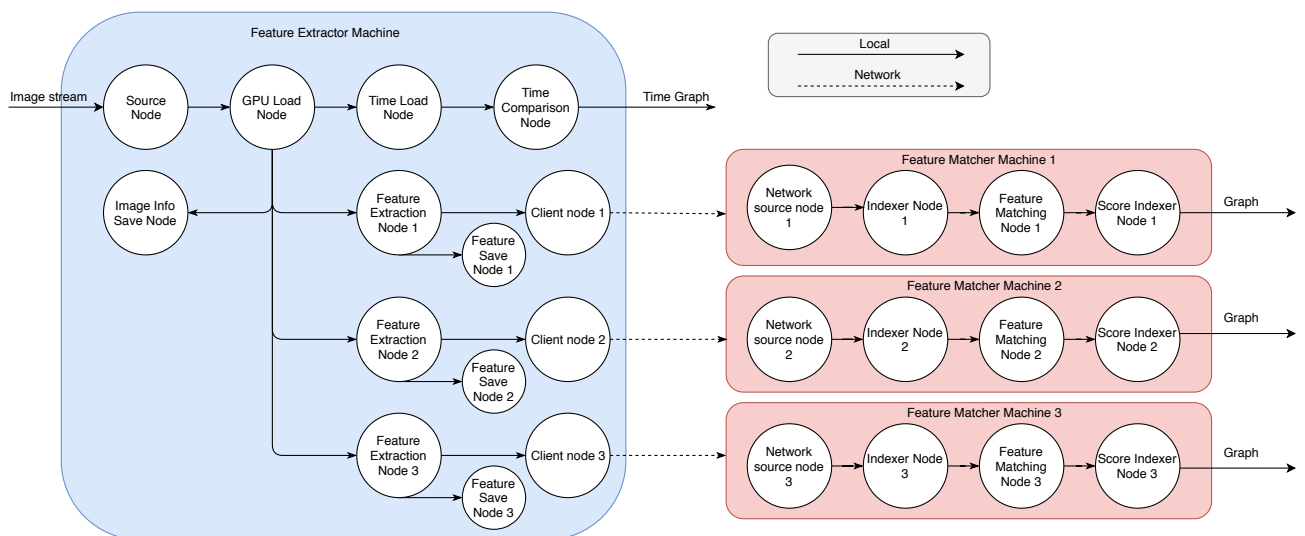 Feature Extractor Machine
Local
Network
Image stream
Source
Node
GPU Load
Node
Time Load
Node
Time
Comparison
Node
Time Graph
Image Info
Save Node
Feature
Extraction
Node 1
Client node 1
Feature
Save
Node 1
Feature
Extraction
Node 2
Client node 2
Feature
Save
Node 2
Feature
Extraction
Node 3
Client node 3
Feature
Save
Node 3
Feature Matcher Machine 1
Network
source node
1
Indexer Node
1
Feature
Matching
Node 1
Score Indexer
Node 1
Graph
Feature Matcher Machine 2
Network
source node
2
Indexer Node
2
Feature
Matching
Node 2
Score Indexer
Node 2
Graph
Feature Matcher Machine 3
Network
source node
3
Indexer Node
3
Feature
Matching
Node 3
Score Indexer
Node 3
Graph